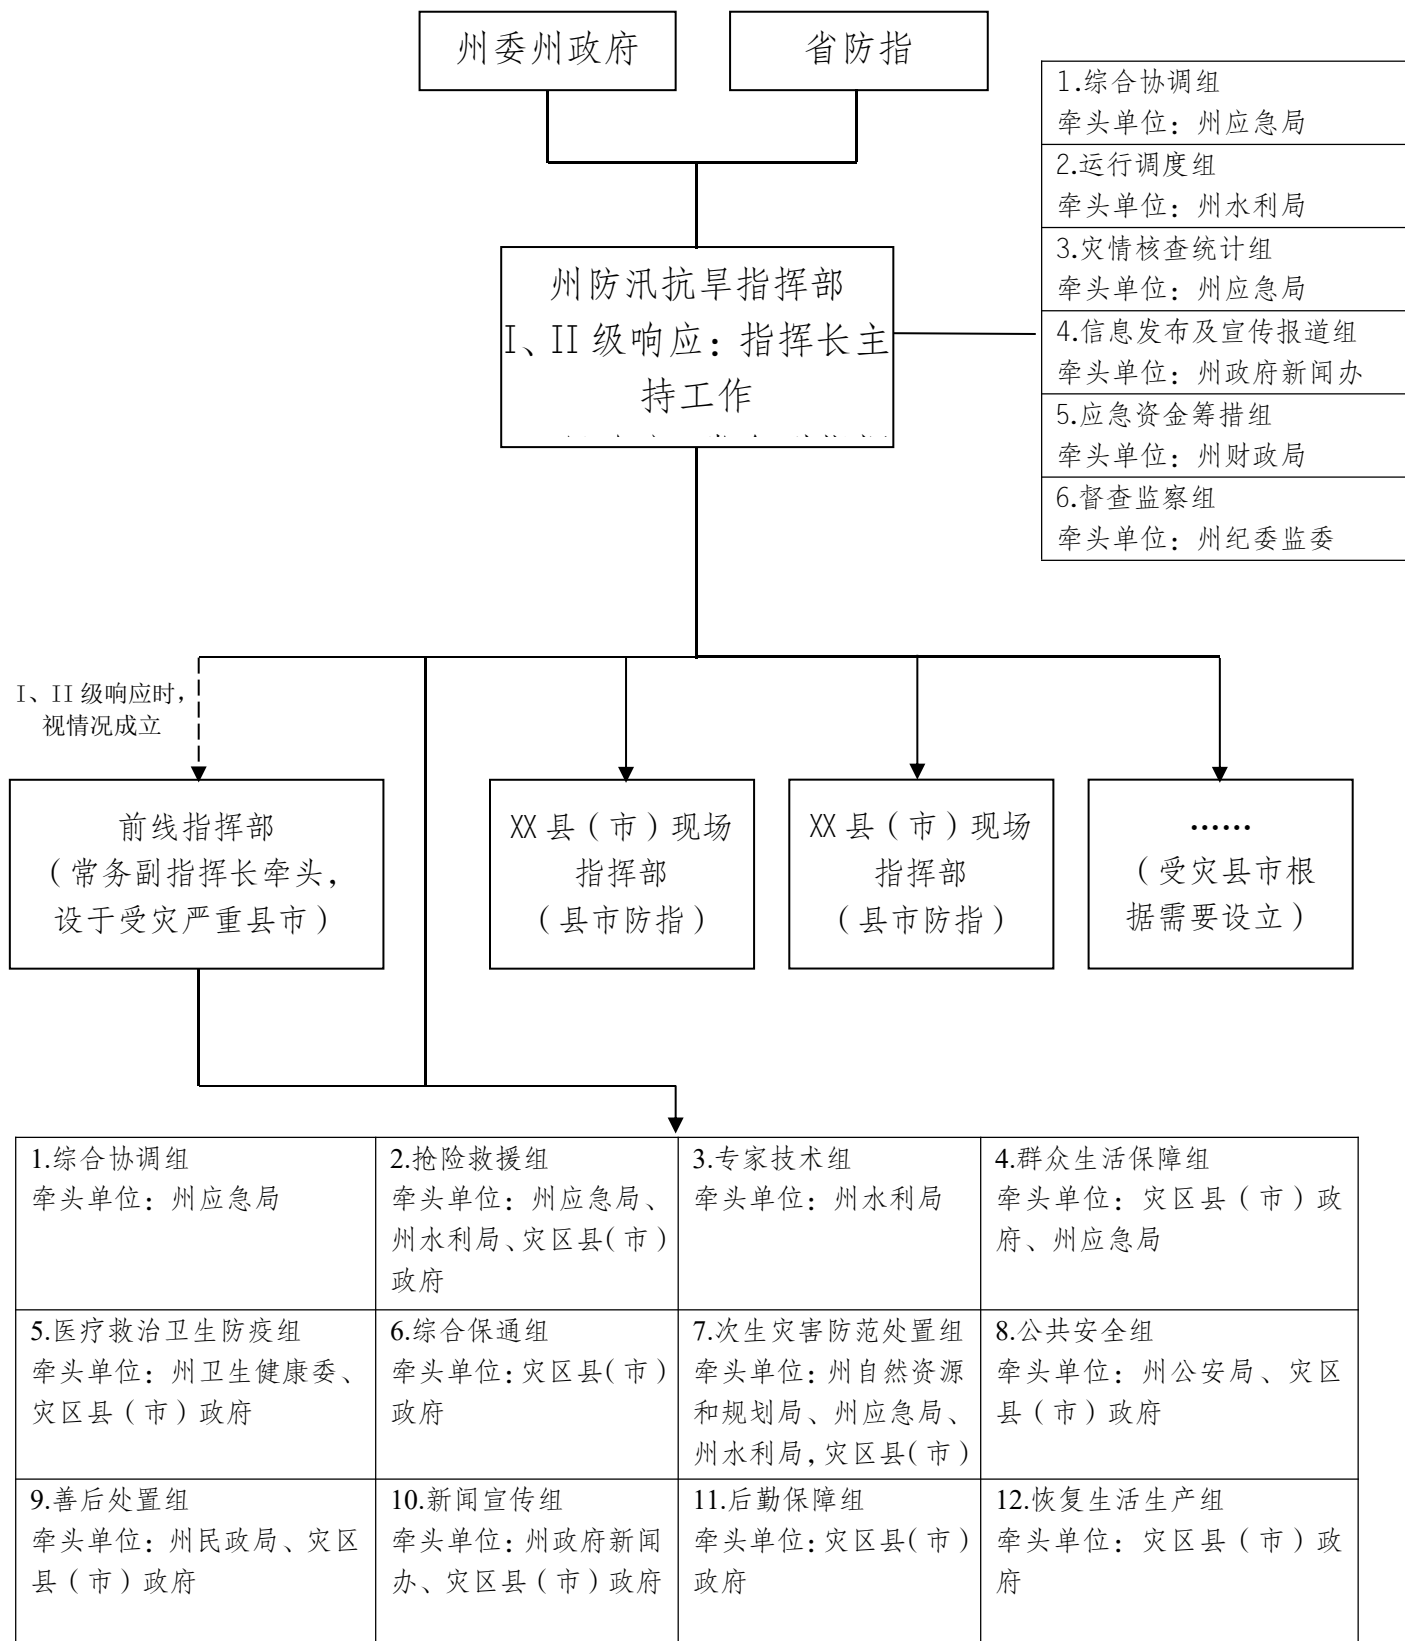 州委州政府
省防指
1.综合协调组
牵头单位：州应急局
2.运行调度组
牵头单位：州水利局
3.灾情核查统计组
牵头单位：州应急局
4.信息发布及宣传报道组
牵头单位：州政府新闻办
5.应急资金筹措组
牵头单位：州财政局
6.督查监察组
牵头单位：州纪委监委
州防汛抗旱指挥部
I、II 级响应：指挥长主
持工作
I、II 级响应时，
视情况成立
前线指挥部
（常务副指挥长牵头，
设于受灾严重县市）
XX 县（市）现场
指挥部
（县市防指）
XX 县（市）现场
指挥部
（县市防指）
……
（受灾县市根
据需要设立）
1.综合协调组
牵头单位：州应急局
2.抢险救援组
牵头单位：州应急局、
州水利局、灾区县（市）
政府
3.专家技术组
牵头单位：州水利局
4.群众生活保障组
牵头单位：灾区县（市）政
府、州应急局
5.医疗救治卫生防疫组
牵头单位：州卫生健康委、
灾区县（市）政府
6.综合保通组
牵头单位：灾区县（市）
政府
7.次生灾害防范处置组
牵头单位：州自然资源
和规划局、州应急局、
州水利局，灾区县（市）
8.公共安全组
牵头单位：州公安局、灾区
县（市）政府
9.善后处置组
牵头单位：州民政局、灾区
县（市）政府
10.新闻宣传组
牵头单位：州政府新闻
办、灾区县（市）政府
11.后勤保障组
牵头单位：灾区县（市）
政府
12.恢复生活生产组
牵头单位：灾区县（市）政
府